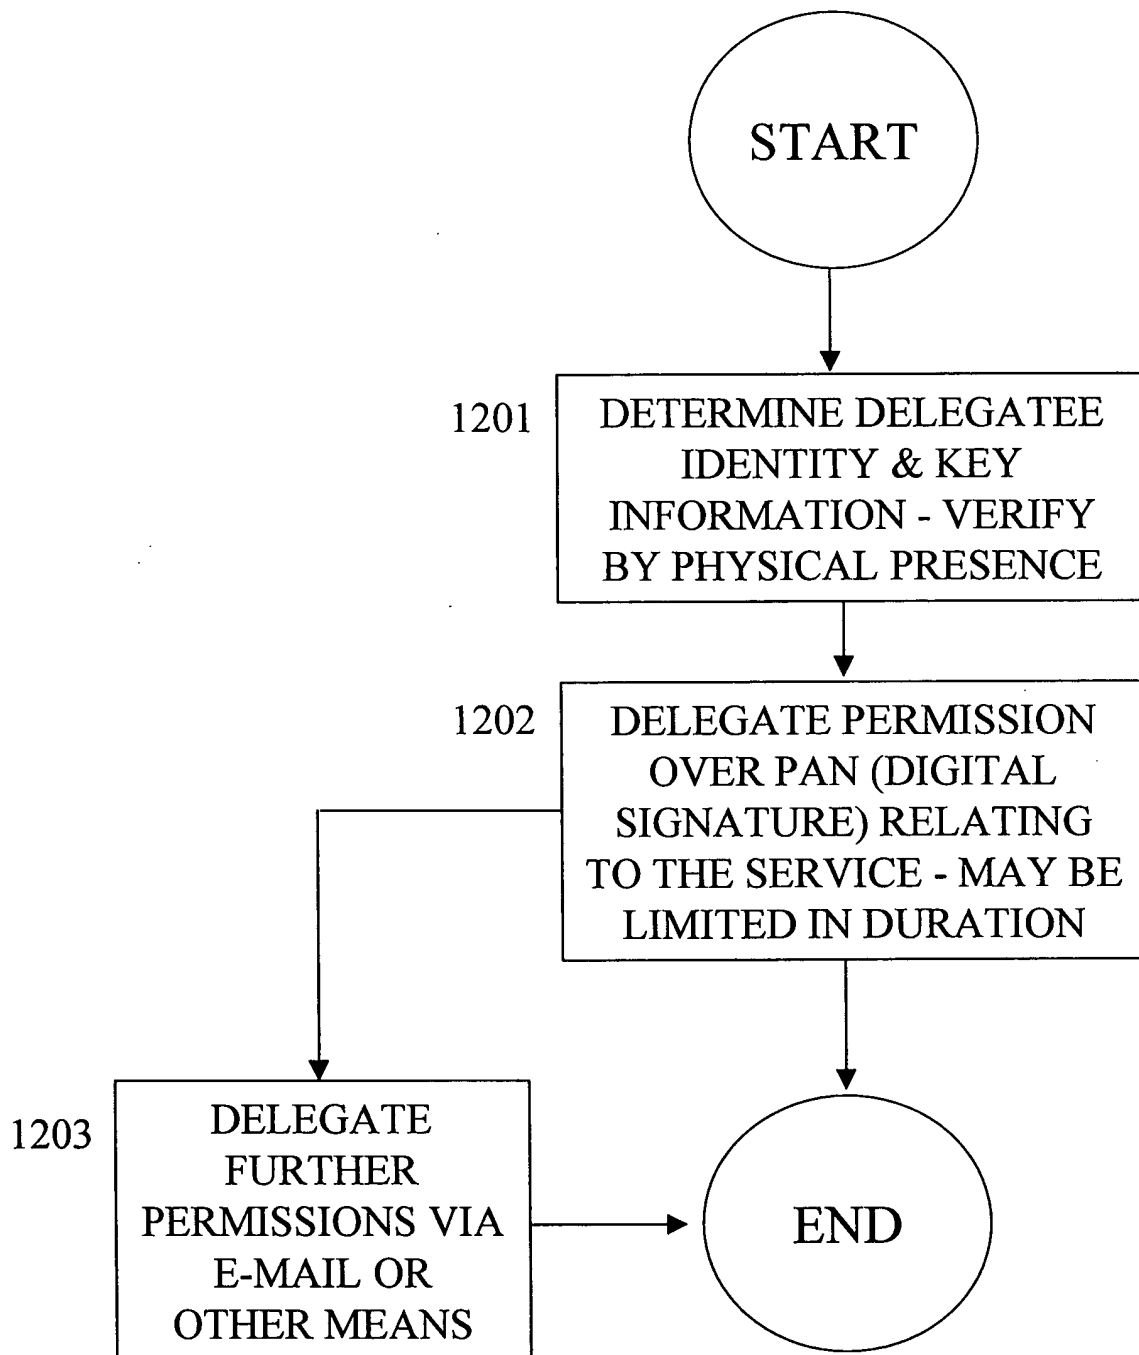 START
1201
DETERMINE DELEGATEE
IDENTITY & KEY
INFORMATION - VERIFY
BY PHYSICAL PRESENCE
1202
DELEGATE PERMISSION
OVER PAN (DIGITAL
SIGNATURE) RELATING
TO THE SERVICE - MAY BE
LIMITED IN DURATION
1203
DELEGATE
FURTHER
PERMISSIONS VIA
E-MAIL OR
OTHER MEANS
END